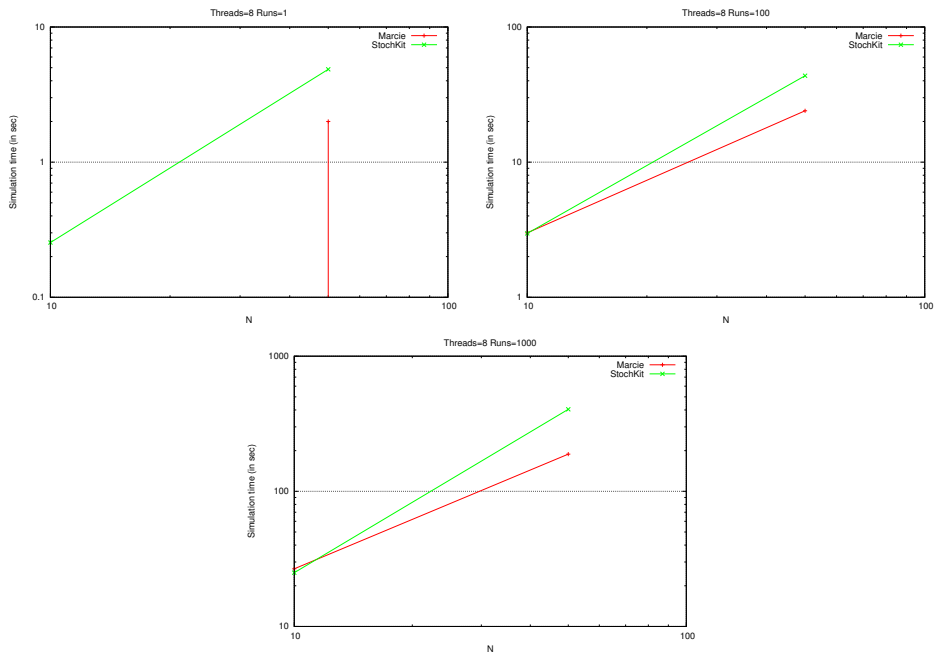 Threads=8 Runs=1
10
1
0.1
10
100
Simulation time (in sec)
N
Marcie
StochKit
Threads=8 Runs=100
100
10
1
10
100
Simulation time (in sec)
N
Marcie
StochKit
Threads=8 Runs=1000
1000
100
10
10
100
Simulation time (in sec)
N
Marcie
StochKit